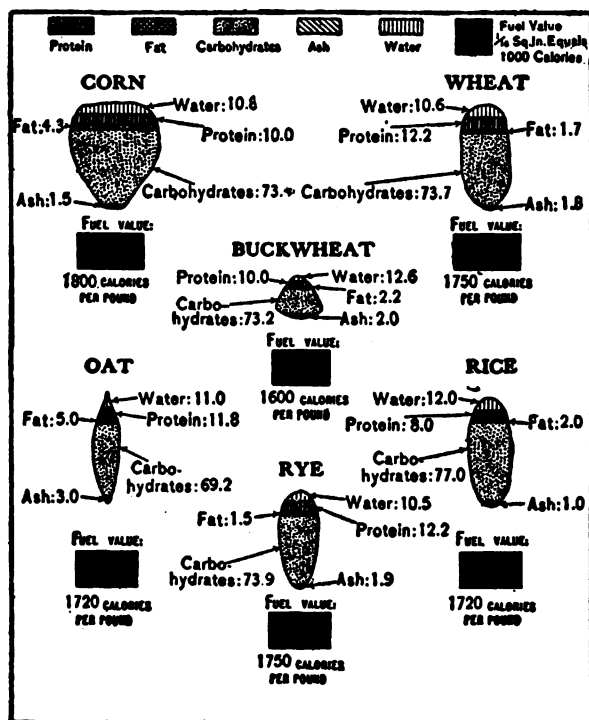 Protein Fat Carbohydrates Ash Water
Fuel Value
1/16 Sq.In. Equals
1000 Calories
CORN
Water:10.8
Fat:4.3
Protein:10.0
Carbohydrates:73.4
Ash:1.5
FUEL VALUE:
1800 CALORIES
PER POUND
WHEAT
Water:10.6
Protein:12.2
Fat:1.7
Carbohydrates:73.7
Ash:1.8
FUEL VALUE:
1750 CALORIES
PER POUND
BUCKWHEAT
Protein:10.0
Water:12.6
Fat:2.2
Carbo-
hydrates:73.2
Ash:2.0
FUEL VALUE:
1600 CALORIES
PER POUND
OAT
Water:11.0
Fat:5.0
Protein:11.8
Carbo-
hydrates:69.2
Ash:3.0
FUEL VALUE:
1720 CALORIES
PER POUND
RICE
Water:12.0
Protein:8.0
Fat:2.0
Carbo-
hydrates:77.0
Ash:1.0
FUEL VALUE:
1720 CALORIES
PER POUND
RYE
Water:10.5
Fat:1.5
Protein:12.2
Carbo-
hydrates:73.9
Ash:1.9
FUEL VALUE:
1750 CALORIES
PER POUND